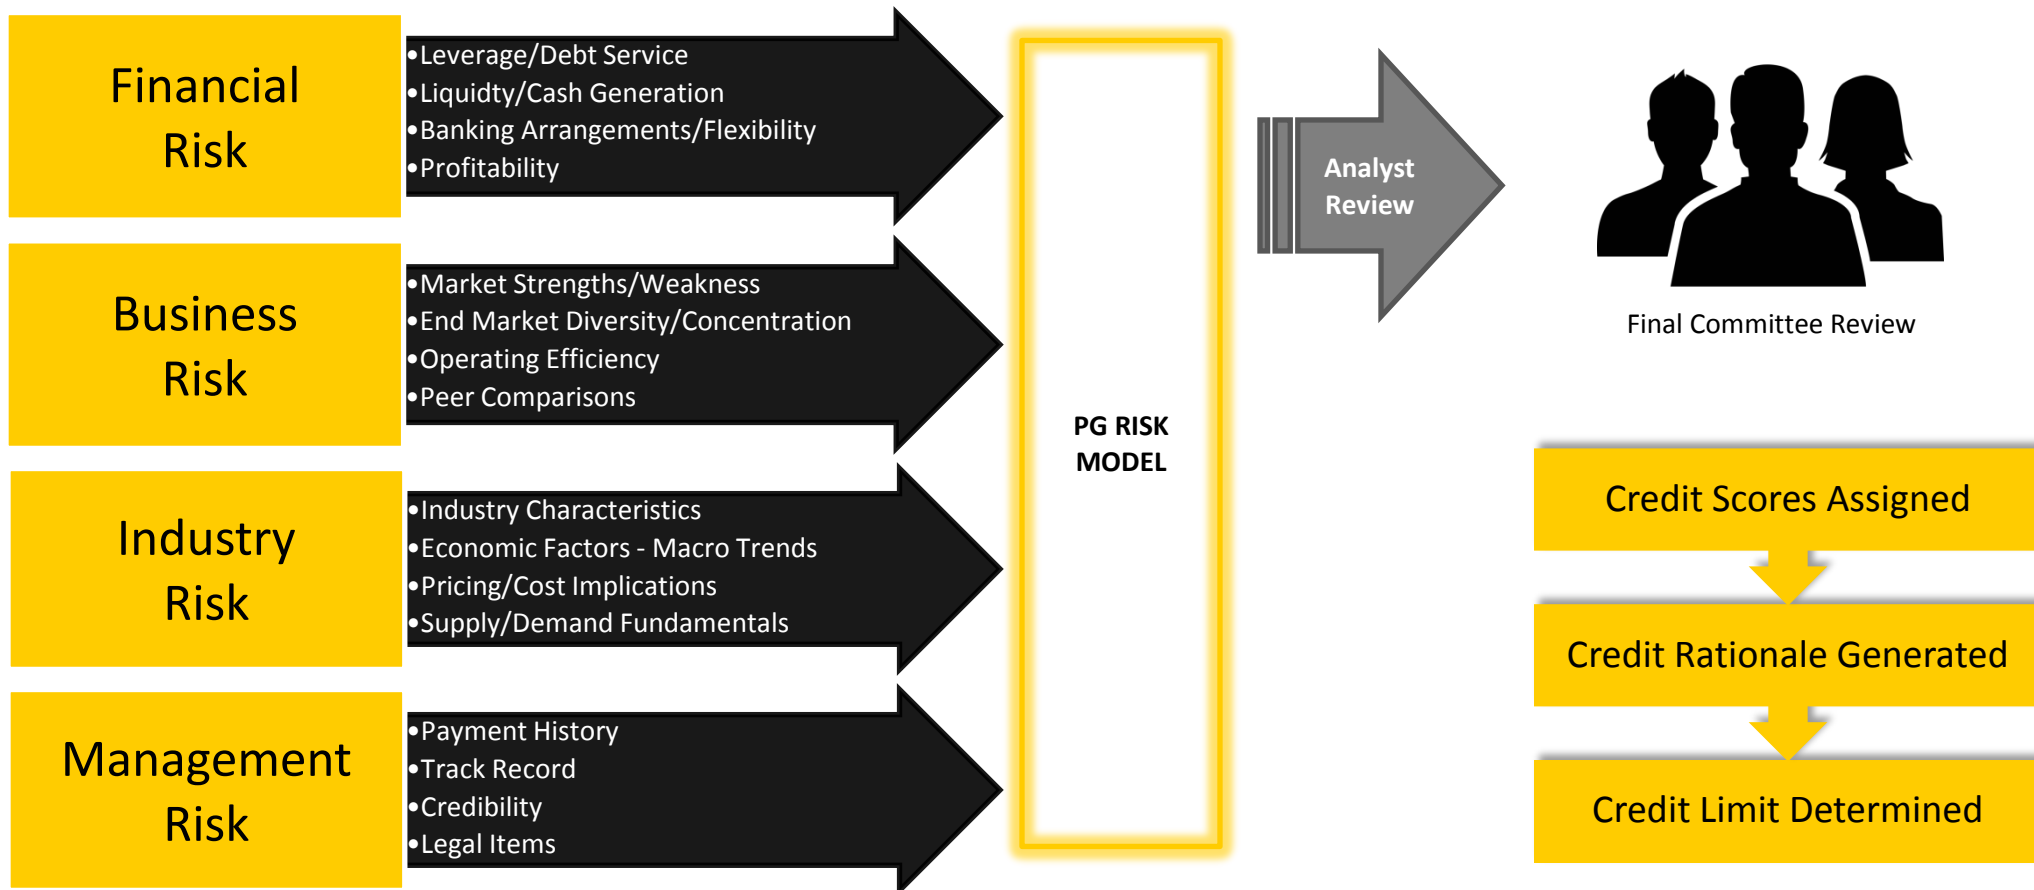 Financial
Risk
•Leverage/Debt Service
•Liquidty/Cash Generation
•Banking Arrangements/Flexibility
•Profitability
Business
Risk
•Market Strengths/Weakness
•End Market Diversity/Concentration
•Operating Efficiency
•Peer Comparisons
Industry
Risk
•Industry Characteristics
•Economic Factors - Macro Trends
•Pricing/Cost Implications
•Supply/Demand Fundamentals
Management
Risk
•Payment History
•Track Record
•Credibility
•Legal Items
PG RISK
MODEL
Analyst
Review
Final Committee Review
Credit Scores Assigned
Credit Rationale Generated
Credit Limit Determined